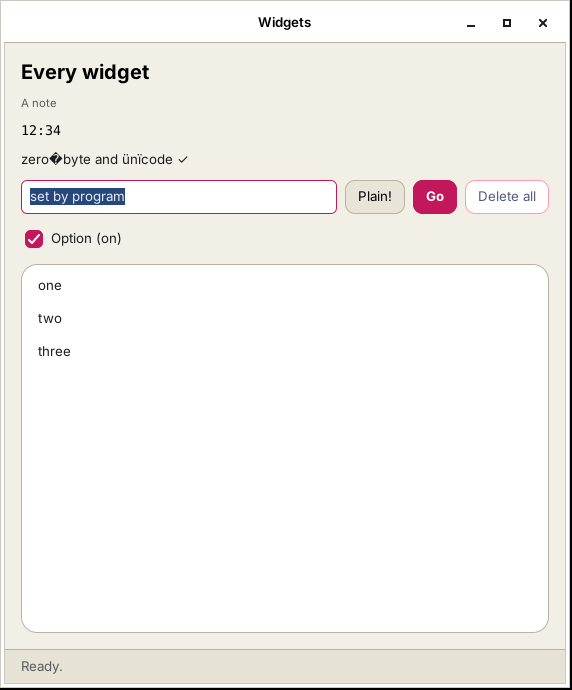 Widgets
Every widget
A note
12:34
zero�byte and ünïcode ✓
set by program Plain! Go Delete all
Option (on)
one
two
three
Ready.